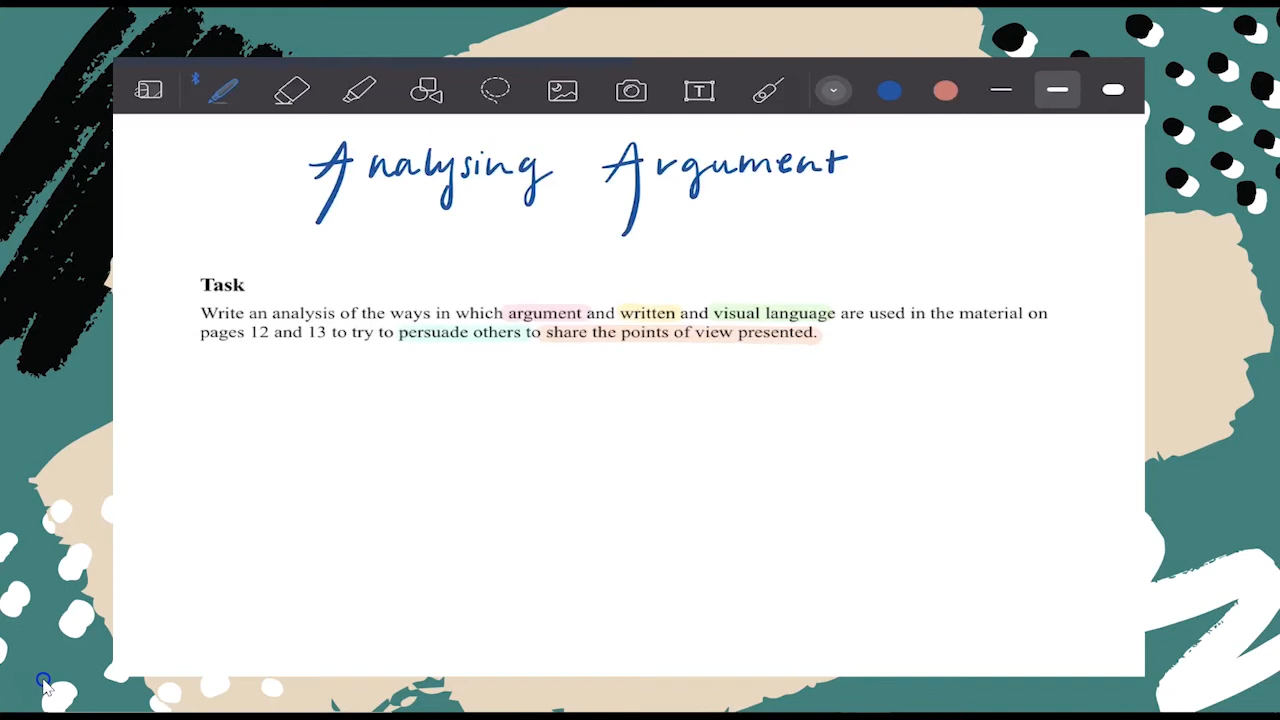 Analysing Argument
Task
Write an analysis of the ways in which argument and written and visual language are used in the material on
pages 12 and 13 to try to persuade others to share the points of view presented.